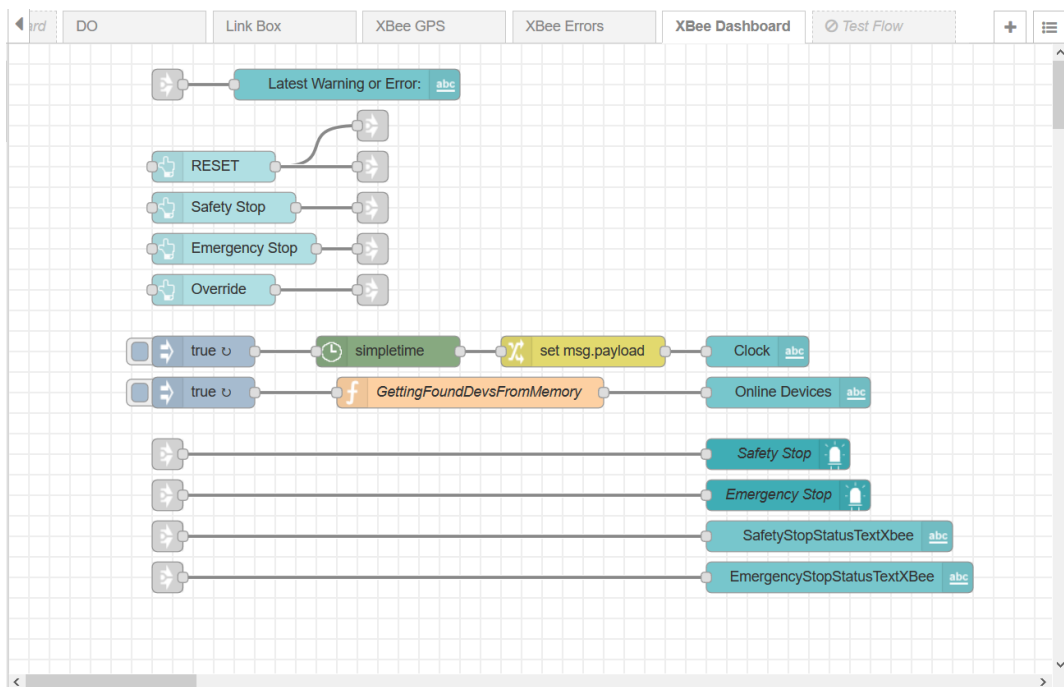 ard
DO
Link Box
XBee GPS
XBee Errors
XBee Dashboard
Test Flow
Latest Warning or Error: abc
RESET
Safety Stop
Emergency Stop
Override
true ↻ simpletime set msg.payload Clock abc
true ↻ GettingFoundDevsFromMemory Online Devices abc
Safety Stop
Emergency Stop
SafetyStopStatusTextXbee abc
EmergencyStopStatusTextXBee abc